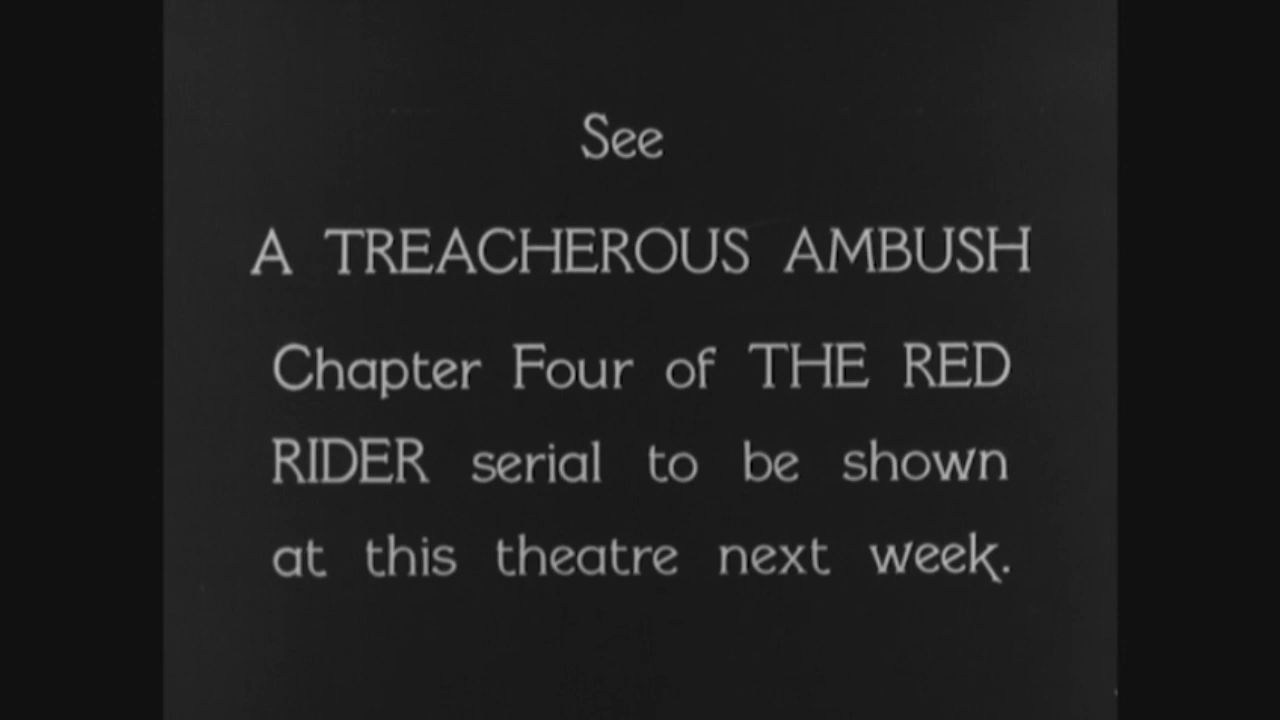 See
A TREACHEROUS AMBUSH
Chapter Four of THE RED
RIDER serial to be shown
at this theatre next week.